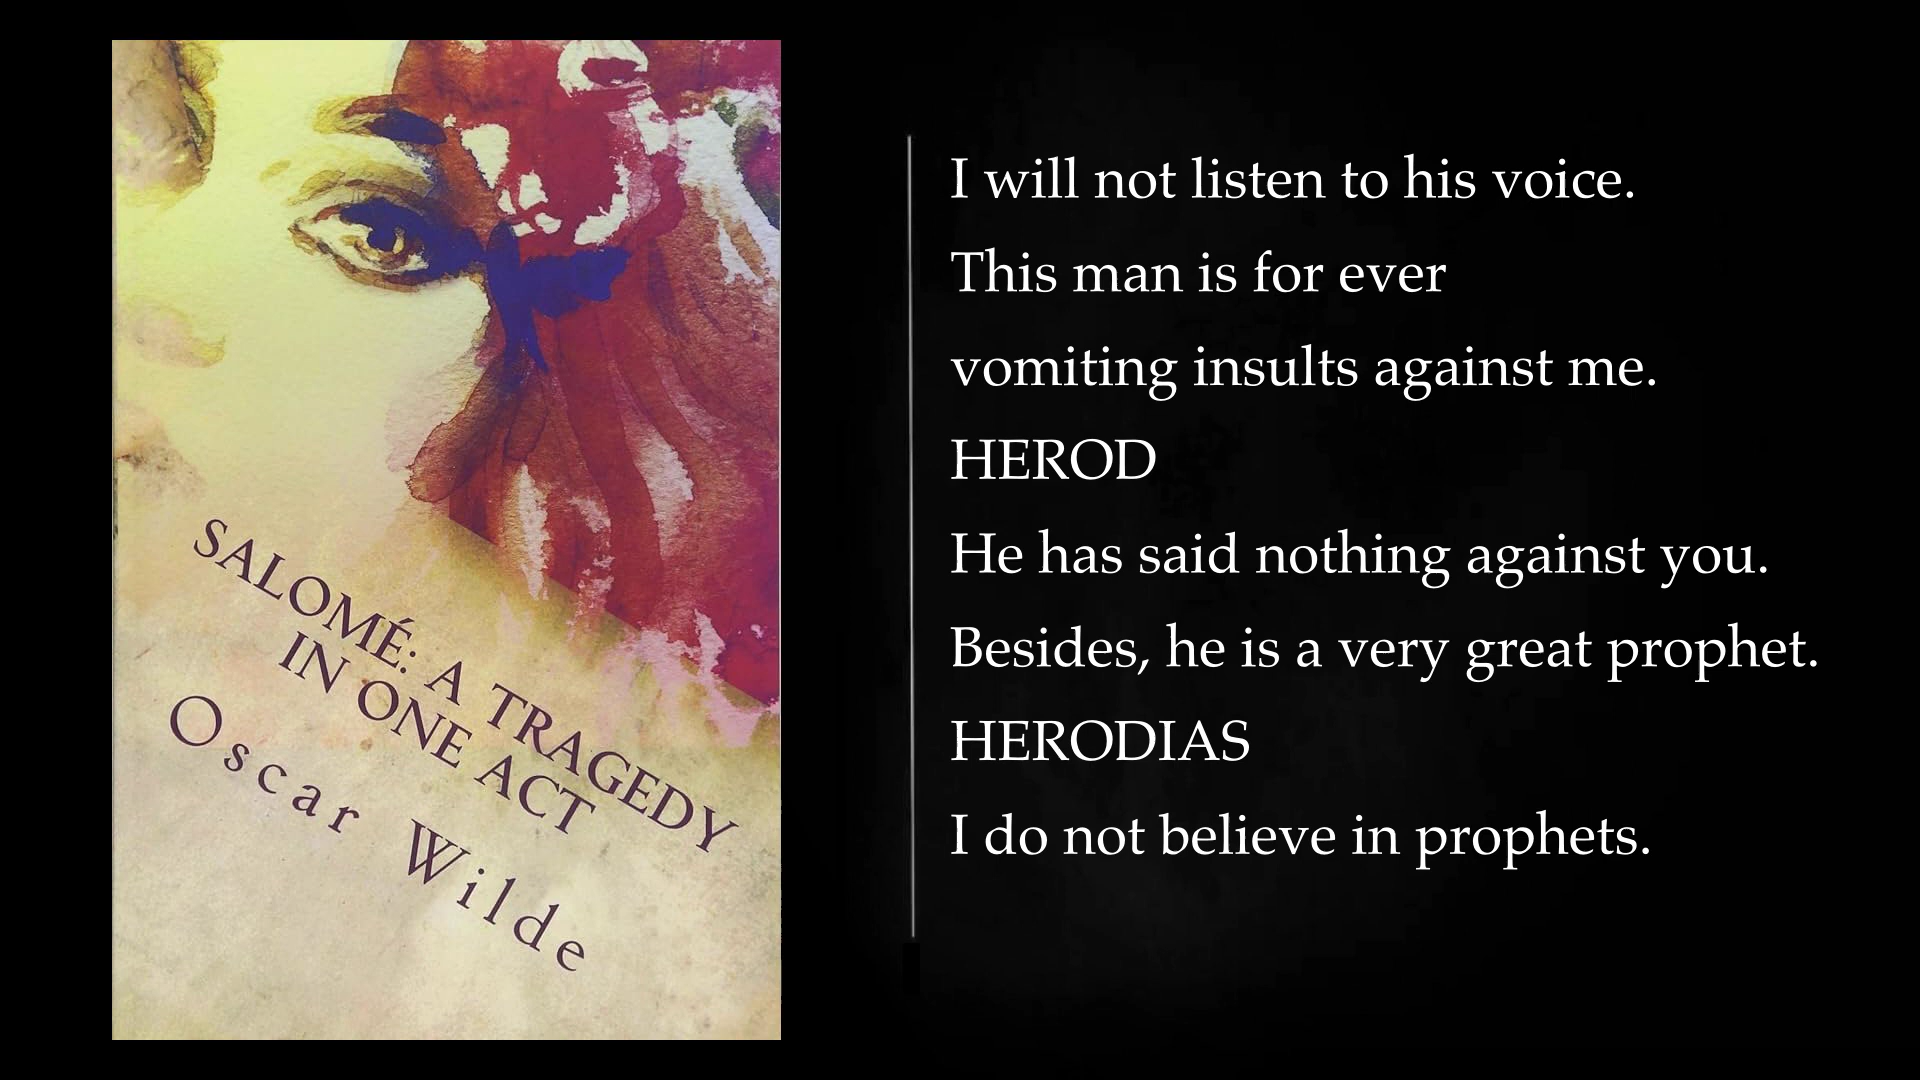 SALOMÉ: A TRAGEDY
IN ONE ACT
Oscar Wilde
I will not listen to his voice.
This man is for ever
vomiting insults against me.
HEROD
He has said nothing against you.
Besides, he is a very great prophet.
HERODIAS
I do not believe in prophets.